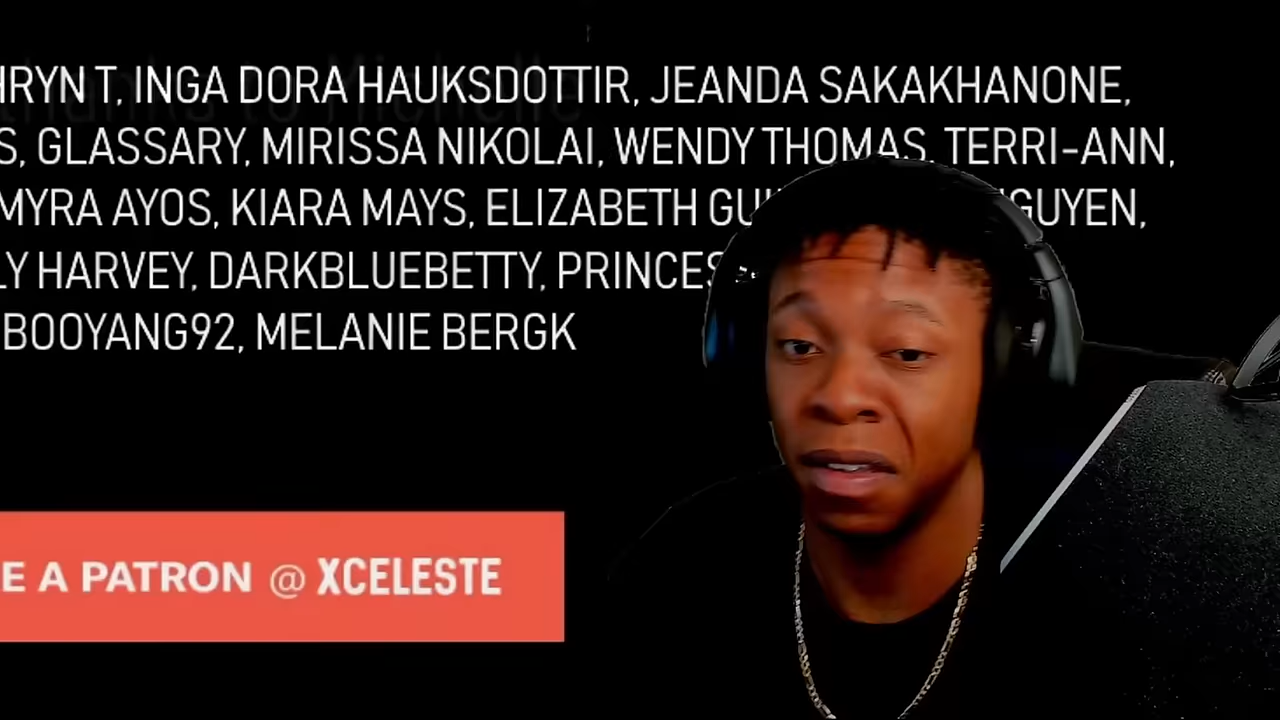 HRYN T, INGA DORA HAUKSDOTTIR, JEANDA SAKAKHANONE,
S, GLASSARY, MIRISSA NIKOLAI, WENDY THOMAS, TERRI-ANN,
MYRA AYOS, KIARA MAYS, ELIZABETH GU GUYEN,
LY HARVEY, DARKBLUEBETTY, PRINCES
BOOYANG92, MELANIE BERGK
E A PATRON @ XCELESTE